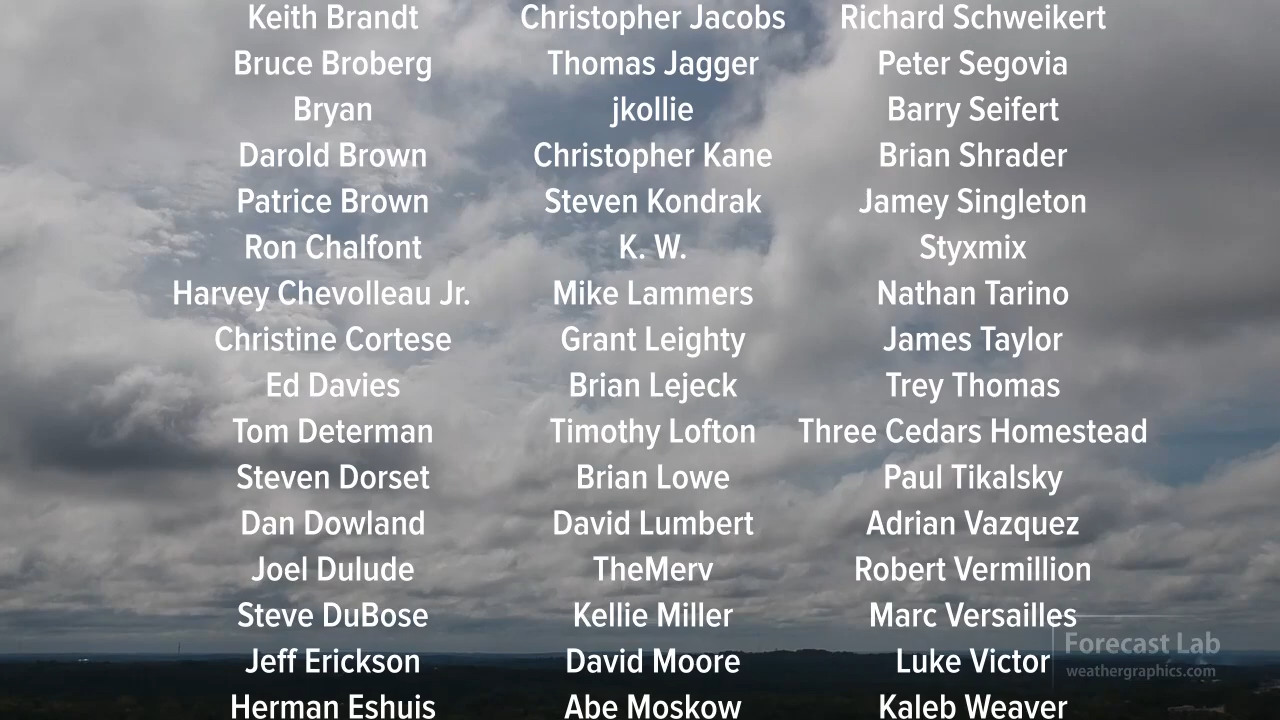 Keith Brandt
Bruce Broberg
Bryan
Darold Brown
Patrice Brown
Ron Chalfont
Harvey Chevolleau Jr.
Christine Cortese
Ed Davies
Tom Determan
Steven Dorset
Dan Dowland
Joel Dulude
Steve DuBose
Jeff Erickson
Herman Eshuis
Christopher Jacobs
Thomas Jagger
jkollie
Christopher Kane
Steven Kondrak
K. W.
Mike Lammers
Grant Leighty
Brian Lejeck
Timothy Lofton
Brian Lowe
David Lumbert
TheMerv
Kellie Miller
David Moore
Abe Moskow
Richard Schweikert
Peter Segovia
Barry Seifert
Brian Shrader
Jamey Singleton
Styxmix
Nathan Tarino
James Taylor
Trey Thomas
Three Cedars Homestead
Paul Tikalsky
Adrian Vazquez
Robert Vermillion
Marc Versailles
Luke Victor
Kaleb Weaver
Forecast Lab
weathergraphics.com